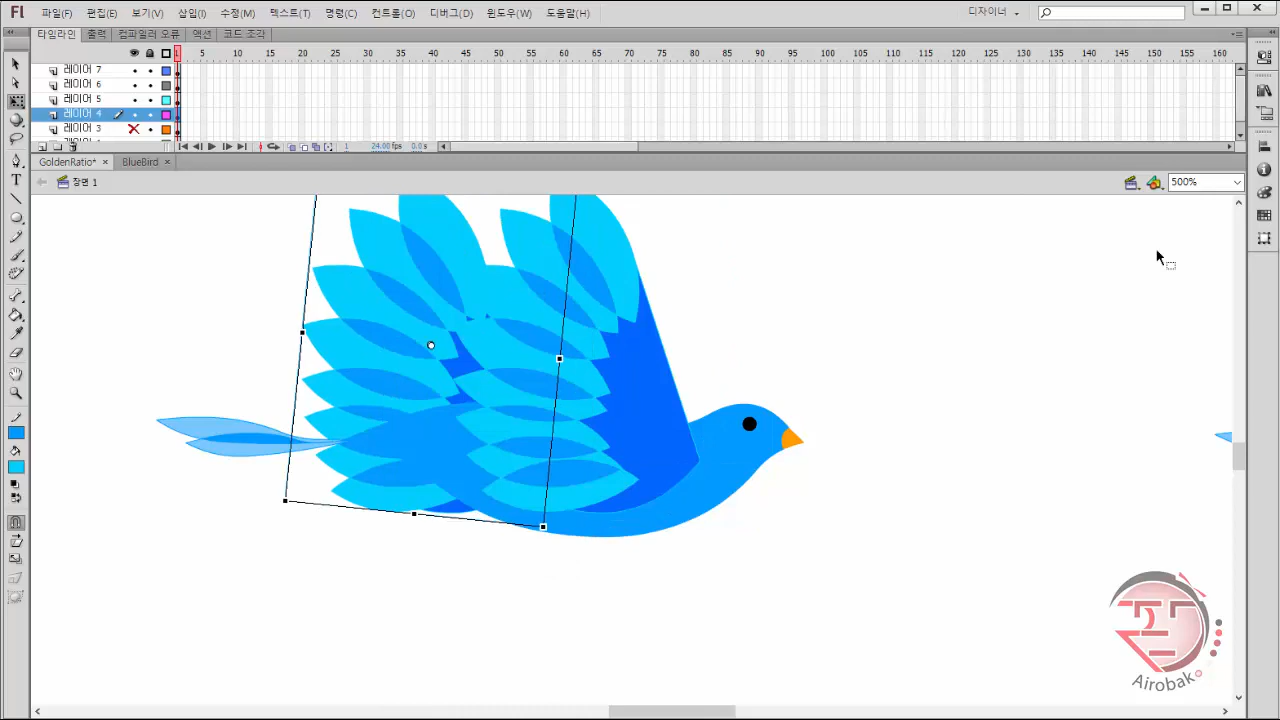 Fl 파일(F) 편집(E) 보기(V) 삽입(I) 수정(M) 텍스트(T) 명령(C) 컨트롤(O) 디버그(D) 윈도우(W) 도움말(H) 디자이너
타임라인 출력 컴파일러 오류 액션 코드 조각
1 5 10 15 20 25 30 35 40 45 50 55 60 65 70 75 80 85 90 95 100 105 110 115 120 125 130 135 140 145 150 155 160
레이어 7
레이어 6
레이어 5
레이어 4
레이어 3
1 24.00 fps 0.0 s
GoldenRatio* × BlueBird ×
장면 1 500%
T
Airobak